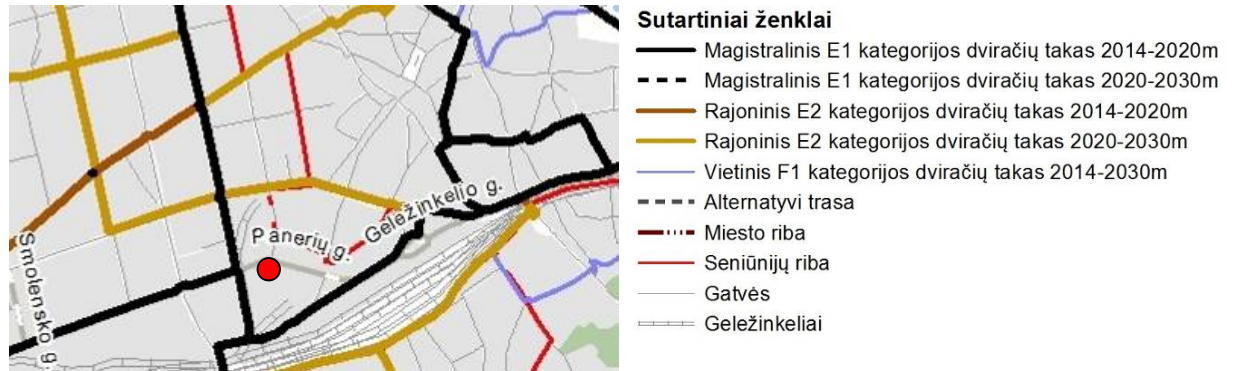 Geležinkelio g.
Panerių g.
Smolensko g.
Sutartiniai ženklai
Magistralinis E1 kategorijos dviračių takas 2014-2020m
Magistralinis E1 kategorijos dviračių takas 2020-2030m
Rajoninis E2 kategorijos dviračių takas 2014-2020m
Rajoninis E2 kategorijos dviračių takas 2020-2030m
Vietinis F1 kategorijos dviračių takas 2014-2030m
Alternatyvi trasa
Miesto riba
Seniūnijų riba
Gatvės
Geležinkeliai